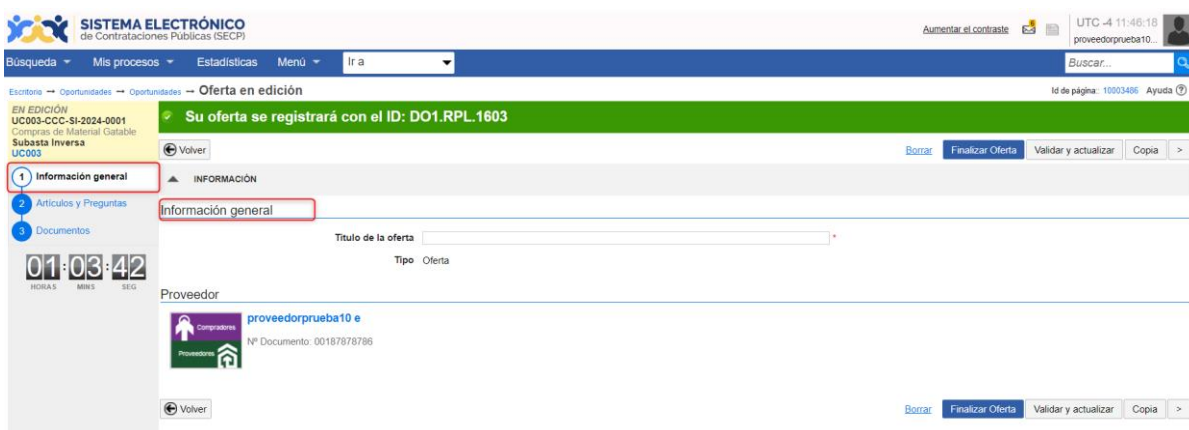 SISTEMA ELECTRÓNICO
de Contrataciones Públicas (SECP)
Aumentar el contraste
UTC -4 11:46:18
proveedorprueba10...
Búsqueda Mis procesos Estadísticas Menú Ir a Buscar...
Escritorio → Oportunidades → Oportunidades → Oferta en edición
Id de página:: 10003486 Ayuda ?
EN EDICIÓN
UC003-CCC-SI-2024-0001
Compras de Material Gatable
Subasta Inversa
UC003
Su oferta se registrará con el ID: DO1.RPL.1603
Volver Borrar Finalizar Oferta Validar y actualizar Copia >
1 Información general
2 Artículos y Preguntas
3 Documentos
01:03:42
HORAS MINS SEG
INFORMACIÓN
Información general
Titulo de la oferta *
Tipo Oferta
Proveedor
Compradores
Proveedores
proveedorprueba10 e
Nº Documento: 00187878786
Volver Borrar Finalizar Oferta Validar y actualizar Copia >